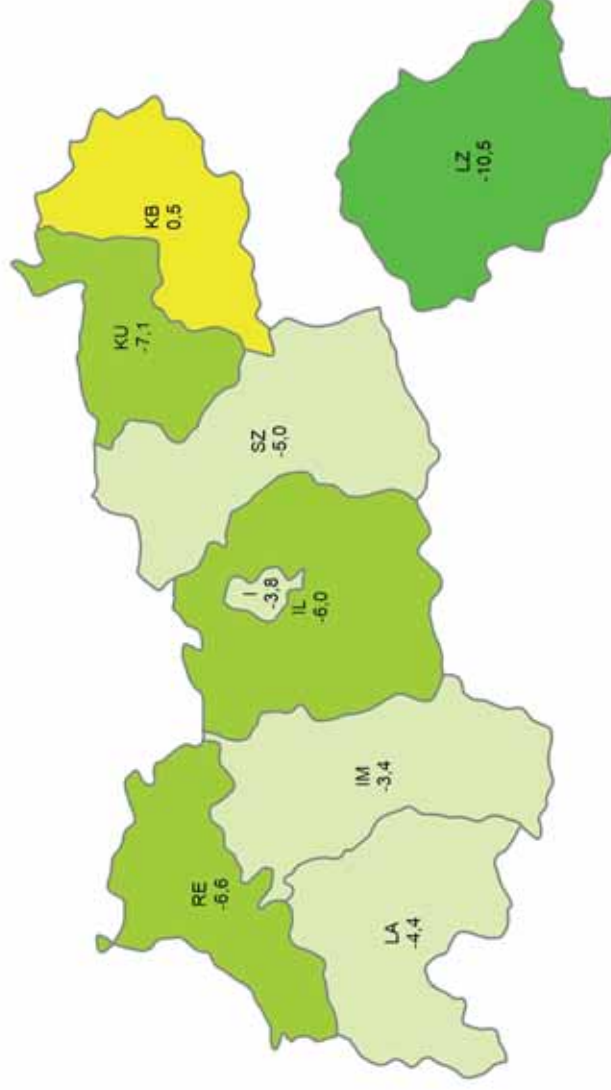 RE
-6,6
LA
-4,4
IM
-3,4
I
-3,8
IL
-6,0
SZ
-5,0
KU
-7,1
KB
0,5
LZ
-10,5